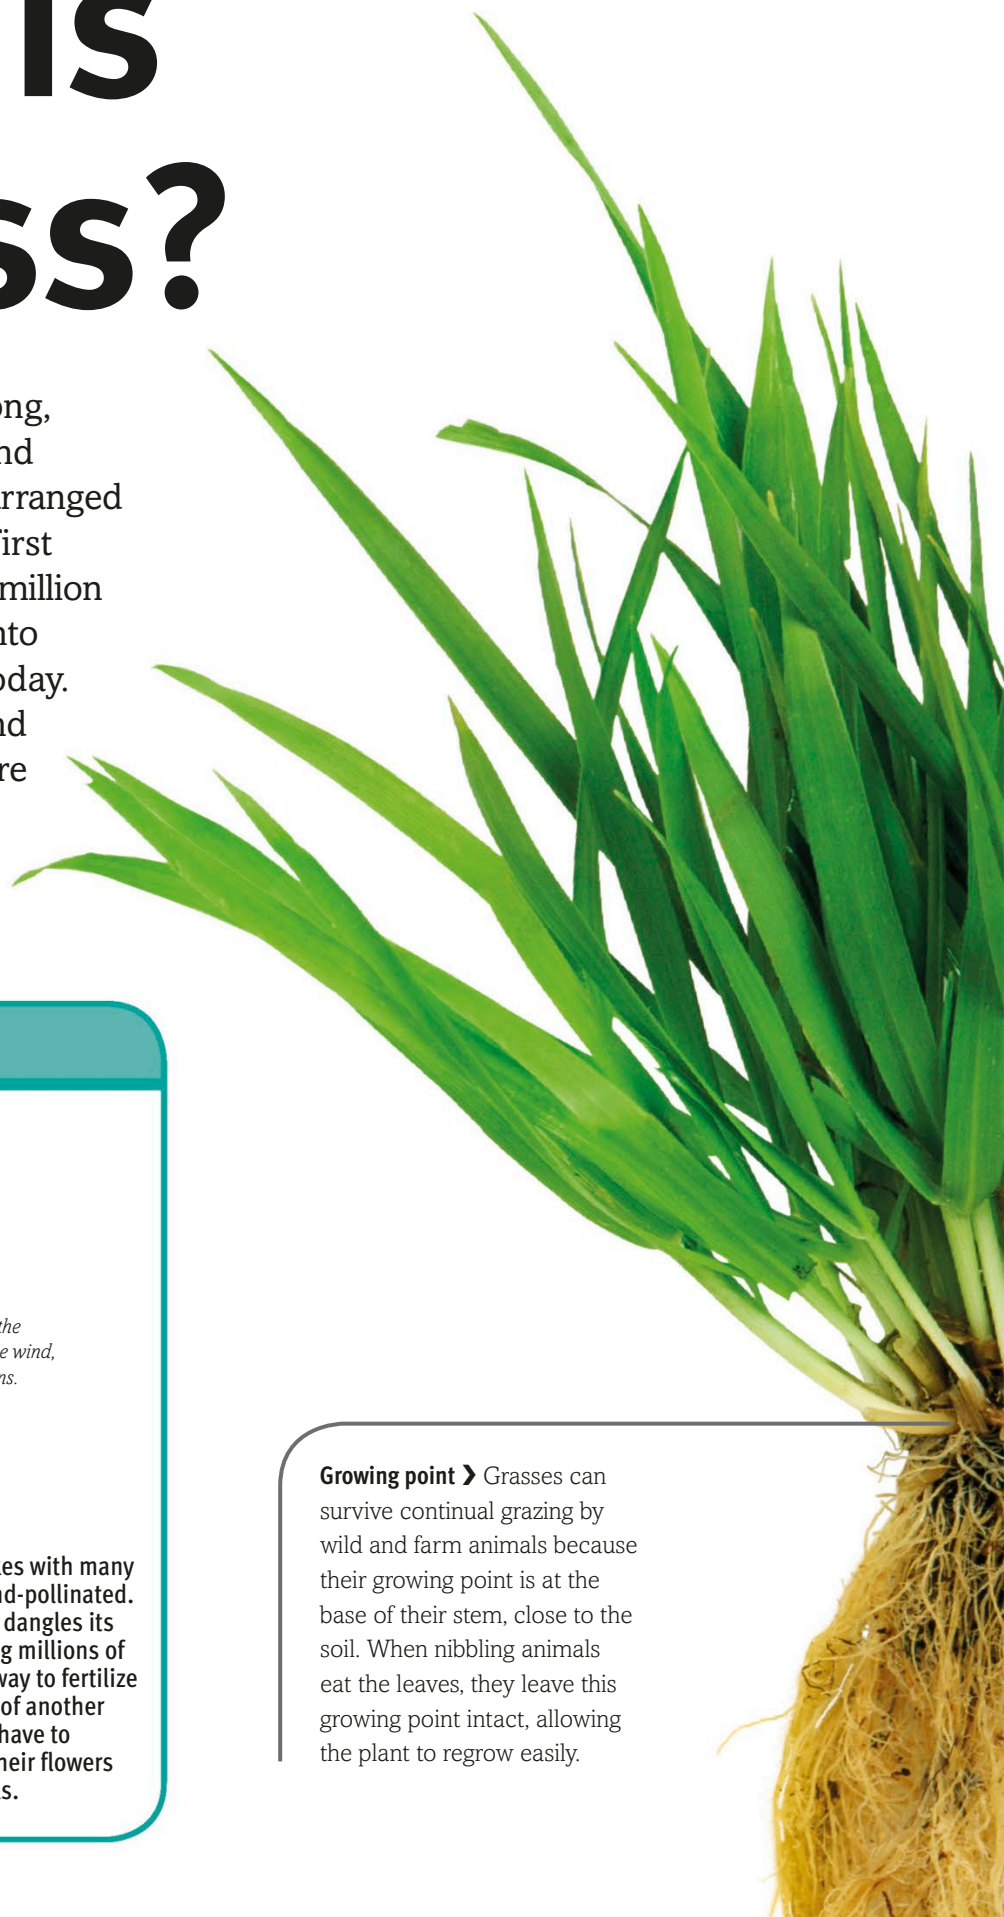 is
ss?
ong,
nd
rranged
first
million
nto
oday.
nd
re
the
e wind,
ns.
kes with many
nd-pollinated.
dangles its
g millions of
way to fertilize
of another
have to
heir flowers
s.
Growing point ❯ Grasses can
survive continual grazing by
wild and farm animals because
their growing point is at the
base of their stem, close to the
soil. When nibbling animals
eat the leaves, they leave this
growing point intact, allowing
the plant to regrow easily.